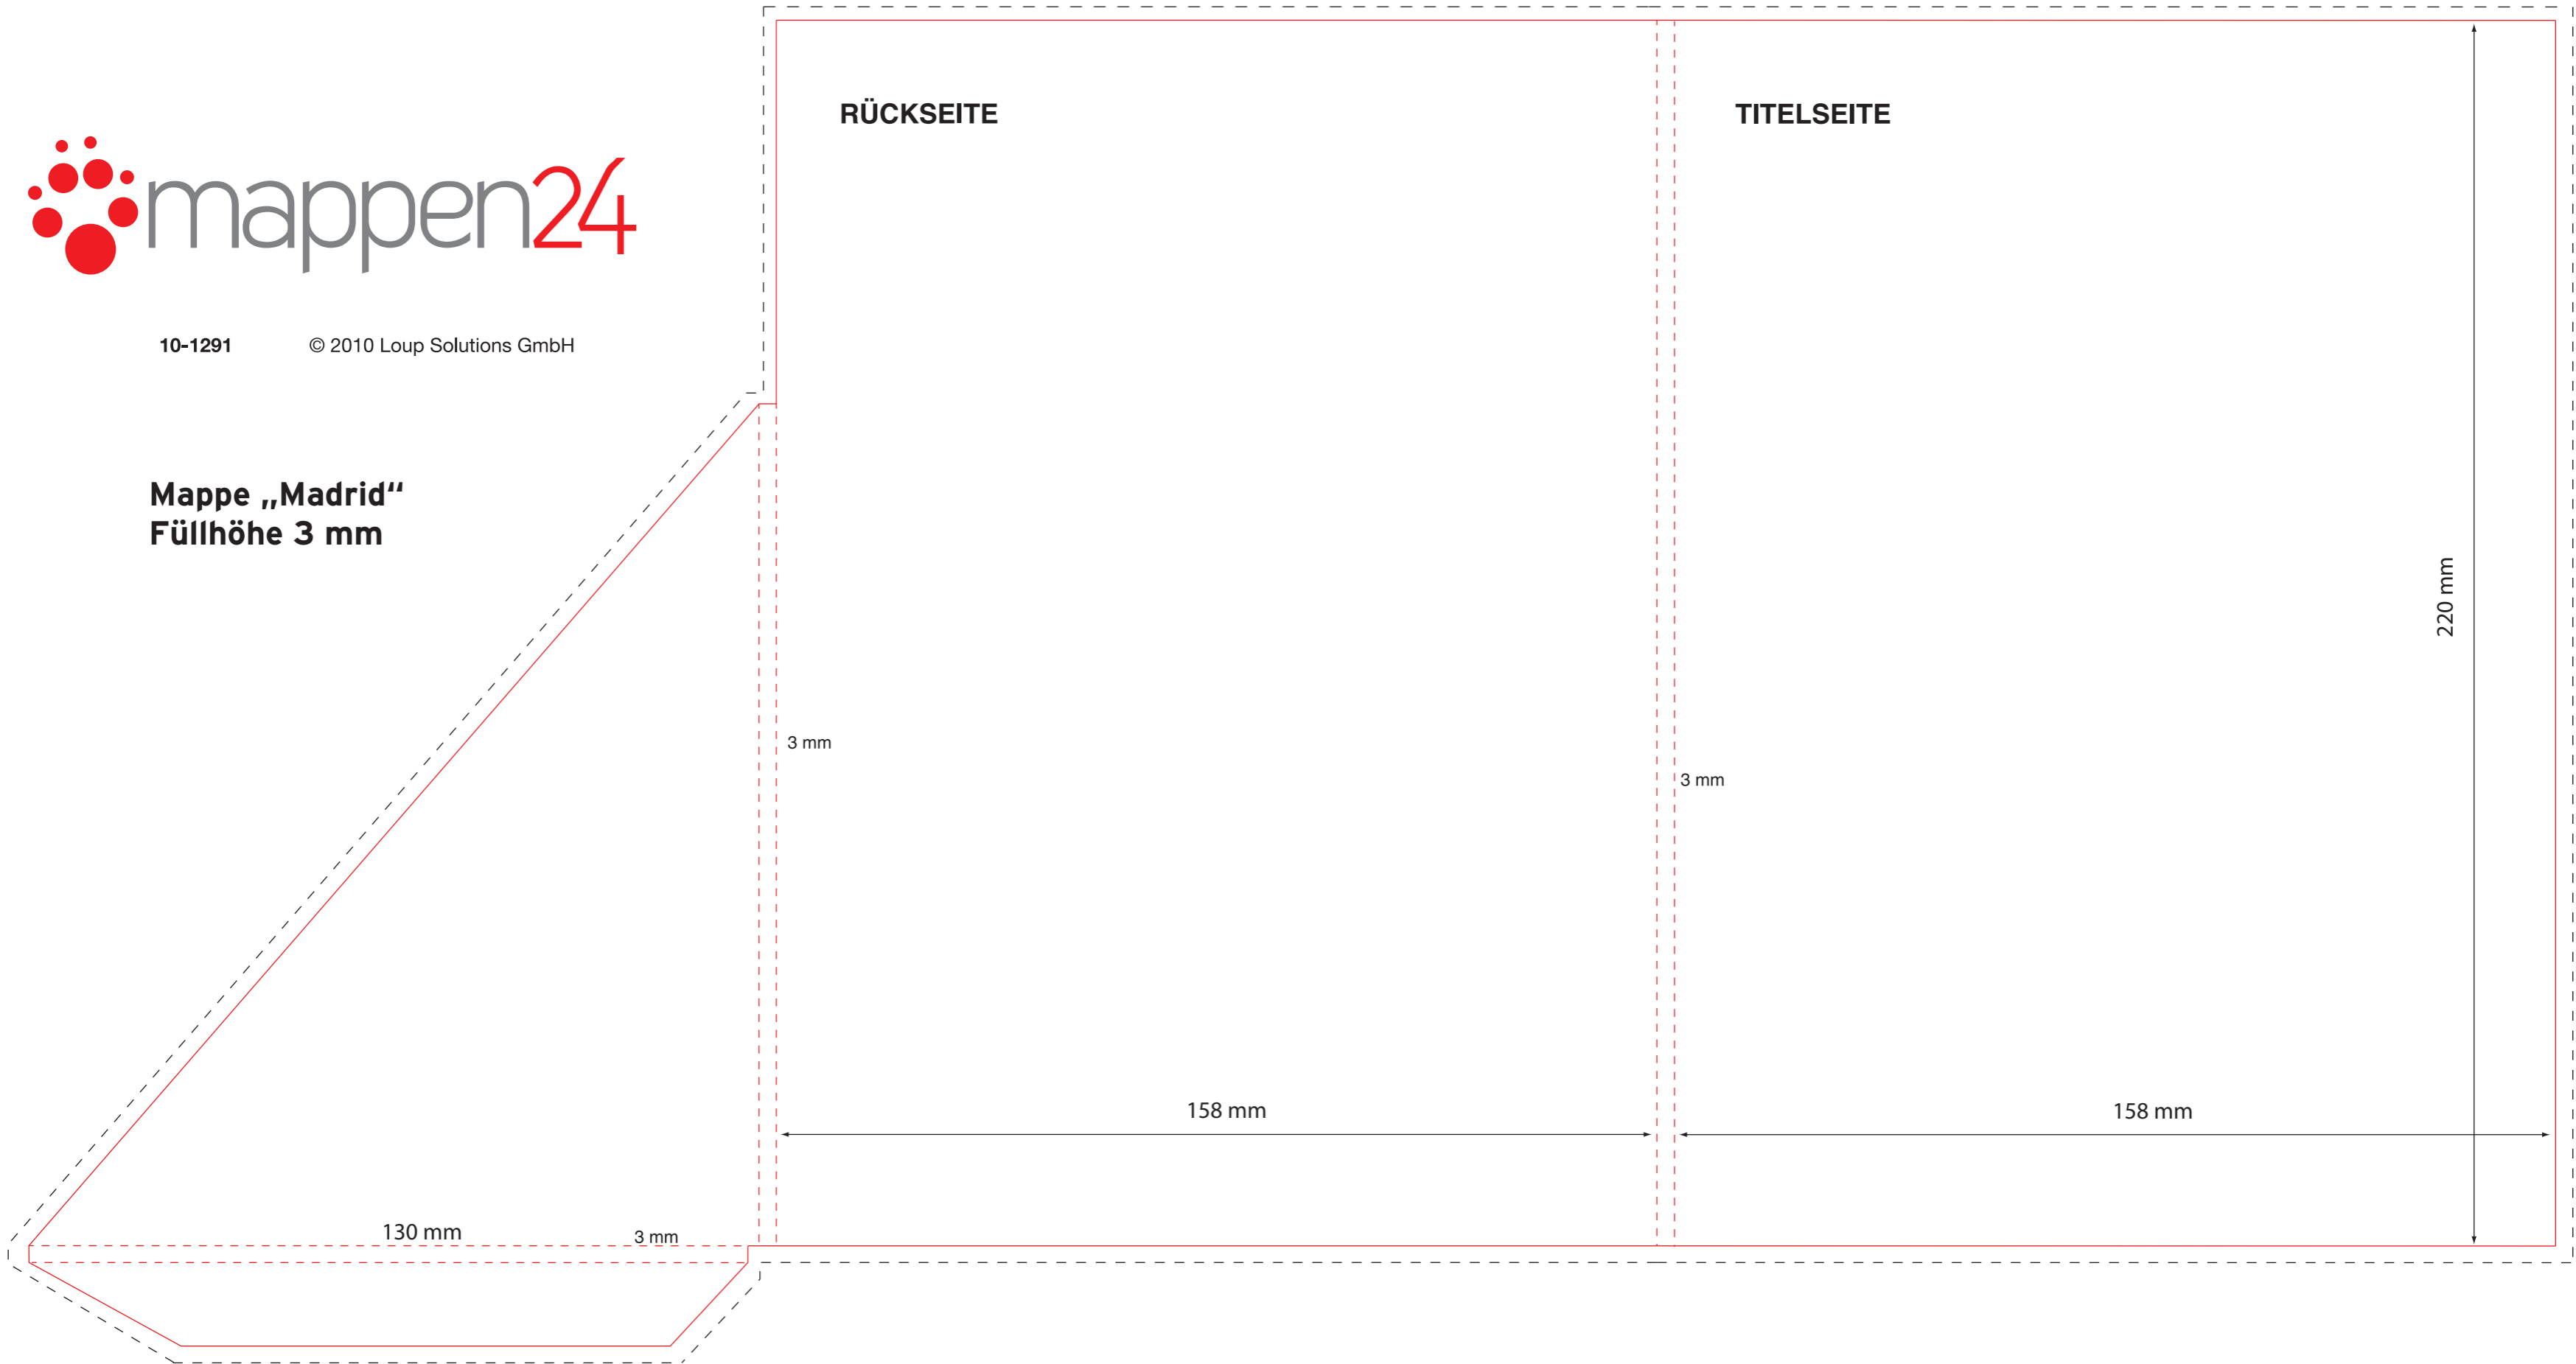 mappen24
10-1291 © 2010 Loup Solutions GmbH
Mappe „Madrid“
Füllhöhe 3 mm
RÜCKSEITE
TITELSEITE
220 mm
3 mm
3 mm
158 mm
158 mm
130 mm
3 mm